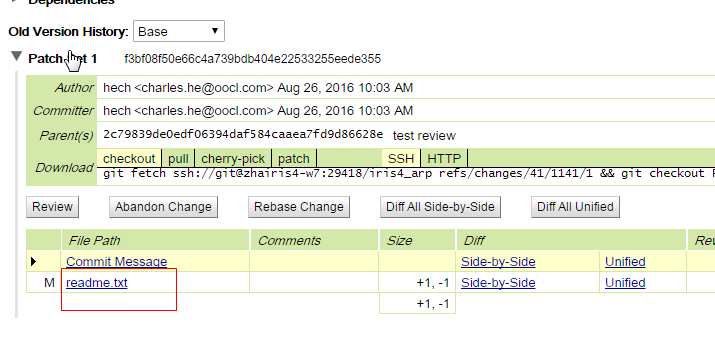 Dependencies
Old Version History: Base
Patch Set 1 f3bf08f50e66c4a739bdb404e22533255eede355
Author hech <charles.he@oocl.com> Aug 26, 2016 10:03 AM
Committer hech <charles.he@oocl.com> Aug 26, 2016 10:03 AM
Parent(s) 2c79839de0edf06394daf584caaea7fd9d86628e test review
Download checkout pull cherry-pick patch SSH HTTP
git fetch ssh://git@zhairis4-w7:29418/iris4_arp refs/changes/41/1141/1 && git checkout F
Review Abandon Change Rebase Change Diff All Side-by-Side Diff All Unified
File Path Comments Size Diff Rev
Commit Message Side-by-Side Unified
M readme.txt +1, -1 Side-by-Side Unified
+1, -1